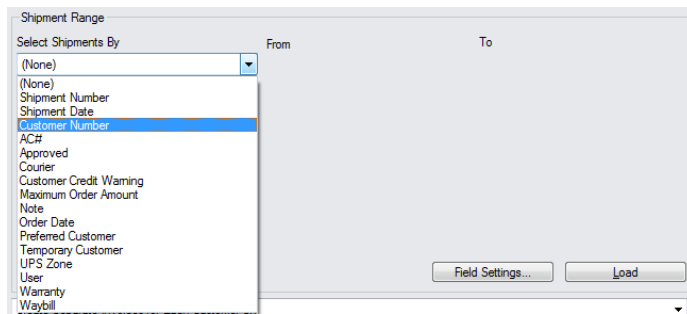 Shipment Range
Select Shipments By From To
(None)
(None)
Shipment Number
Shipment Date
Customer Number
AC#
Approved
Courier
Customer Credit Warning
Maximum Order Amount
Note
Order Date
Preferred Customer
Temporary Customer
UPS Zone
User
Field Settings... Load
Warranty
Waybill